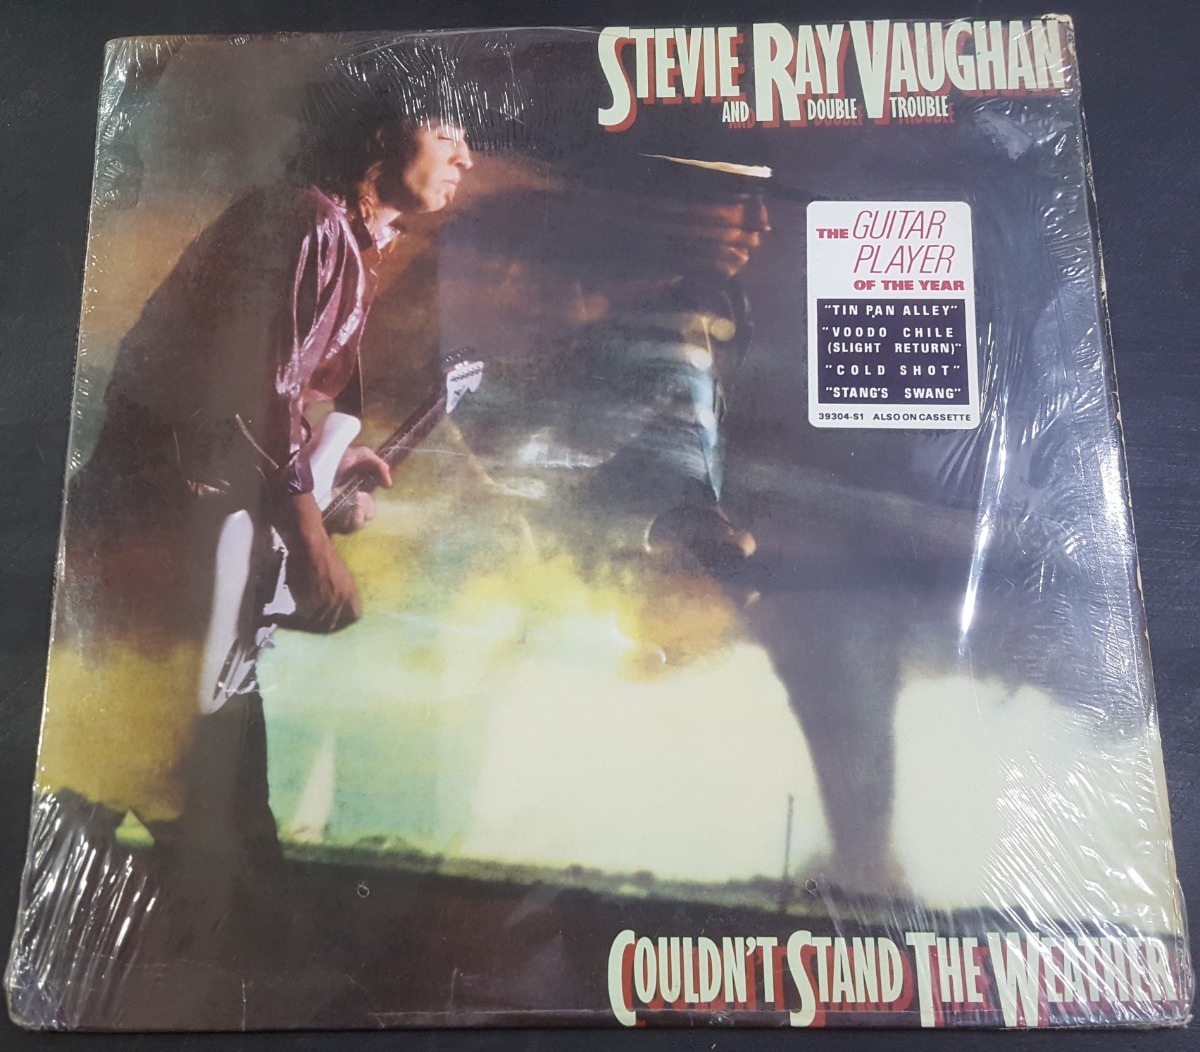 STEVIE RAY VAUGHAN
AND DOUBLE TROUBLE
THE GUITAR
PLAYER
OF THE YEAR
"TIN PAN ALLEY"
"VOODO CHILE
(SLIGHT RETURN)"
"COLD SHOT"
"STANG'S SWANG"
39304-S1 ALSO ON CASSETTE
COULDN'T STAND THE WEATHER